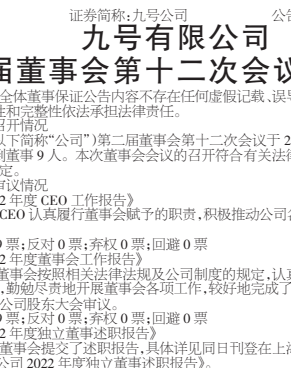 证券简称:九号公司 公告
九号有限公司
届董事会第十二次会议
全体董事保证公告内容不存在任何虚假记载、误导
性和完整性依法承担法律责任。
召开情况
以下简称“公司”)第二届董事会第十二次会议于 2
到董事 9 人。本次董事会会议的召开符合有关法律
定。
审议情况
2 年度 CEO 工作报告》
CEO 认真履行董事会赋予的职责,积极推动公司各
9 票;反对 0 票;弃权 0 票;回避 0 票
2 年度董事会工作报告》
董事会按照相关法律法规及公司制度的规定,认真
,勤勉尽责地开展董事会各项工作,较好地完成了
公司股东大会审议。
9 票;反对 0 票;弃权 0 票;回避 0 票
2 年度独立董事述职报告》
董事会提交了述职报告,具体详见同日刊登在上海
公司 2022 年度独立董事述职报告》。